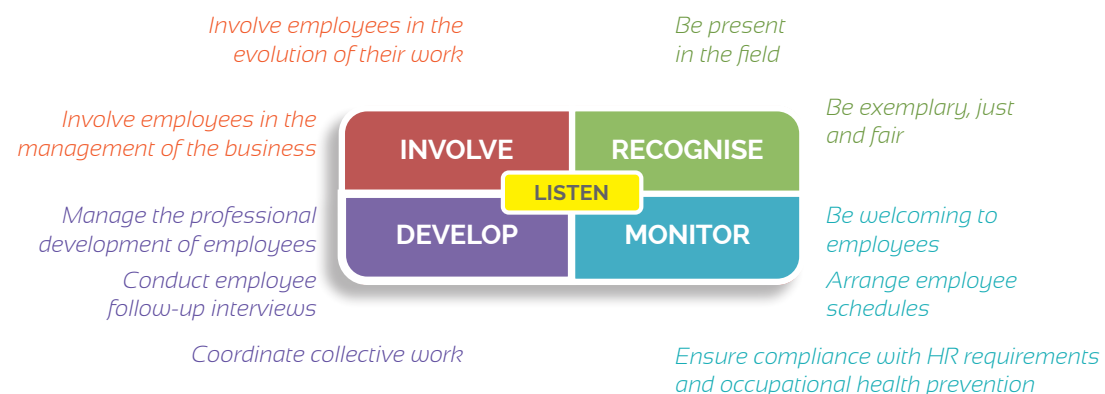 Involve employees in the
evolution of their work
Be present
in the field
Involve employees in the
management of the business
Be exemplary, just
and fair
INVOLVE
RECOGNISE
LISTEN
DEVELOP
MONITOR
Manage the professional
development of employees
Be welcoming to
employees
Conduct employee
follow-up interviews
Arrange employee
schedules
Coordinate collective work
Ensure compliance with HR requirements
and occupational health prevention